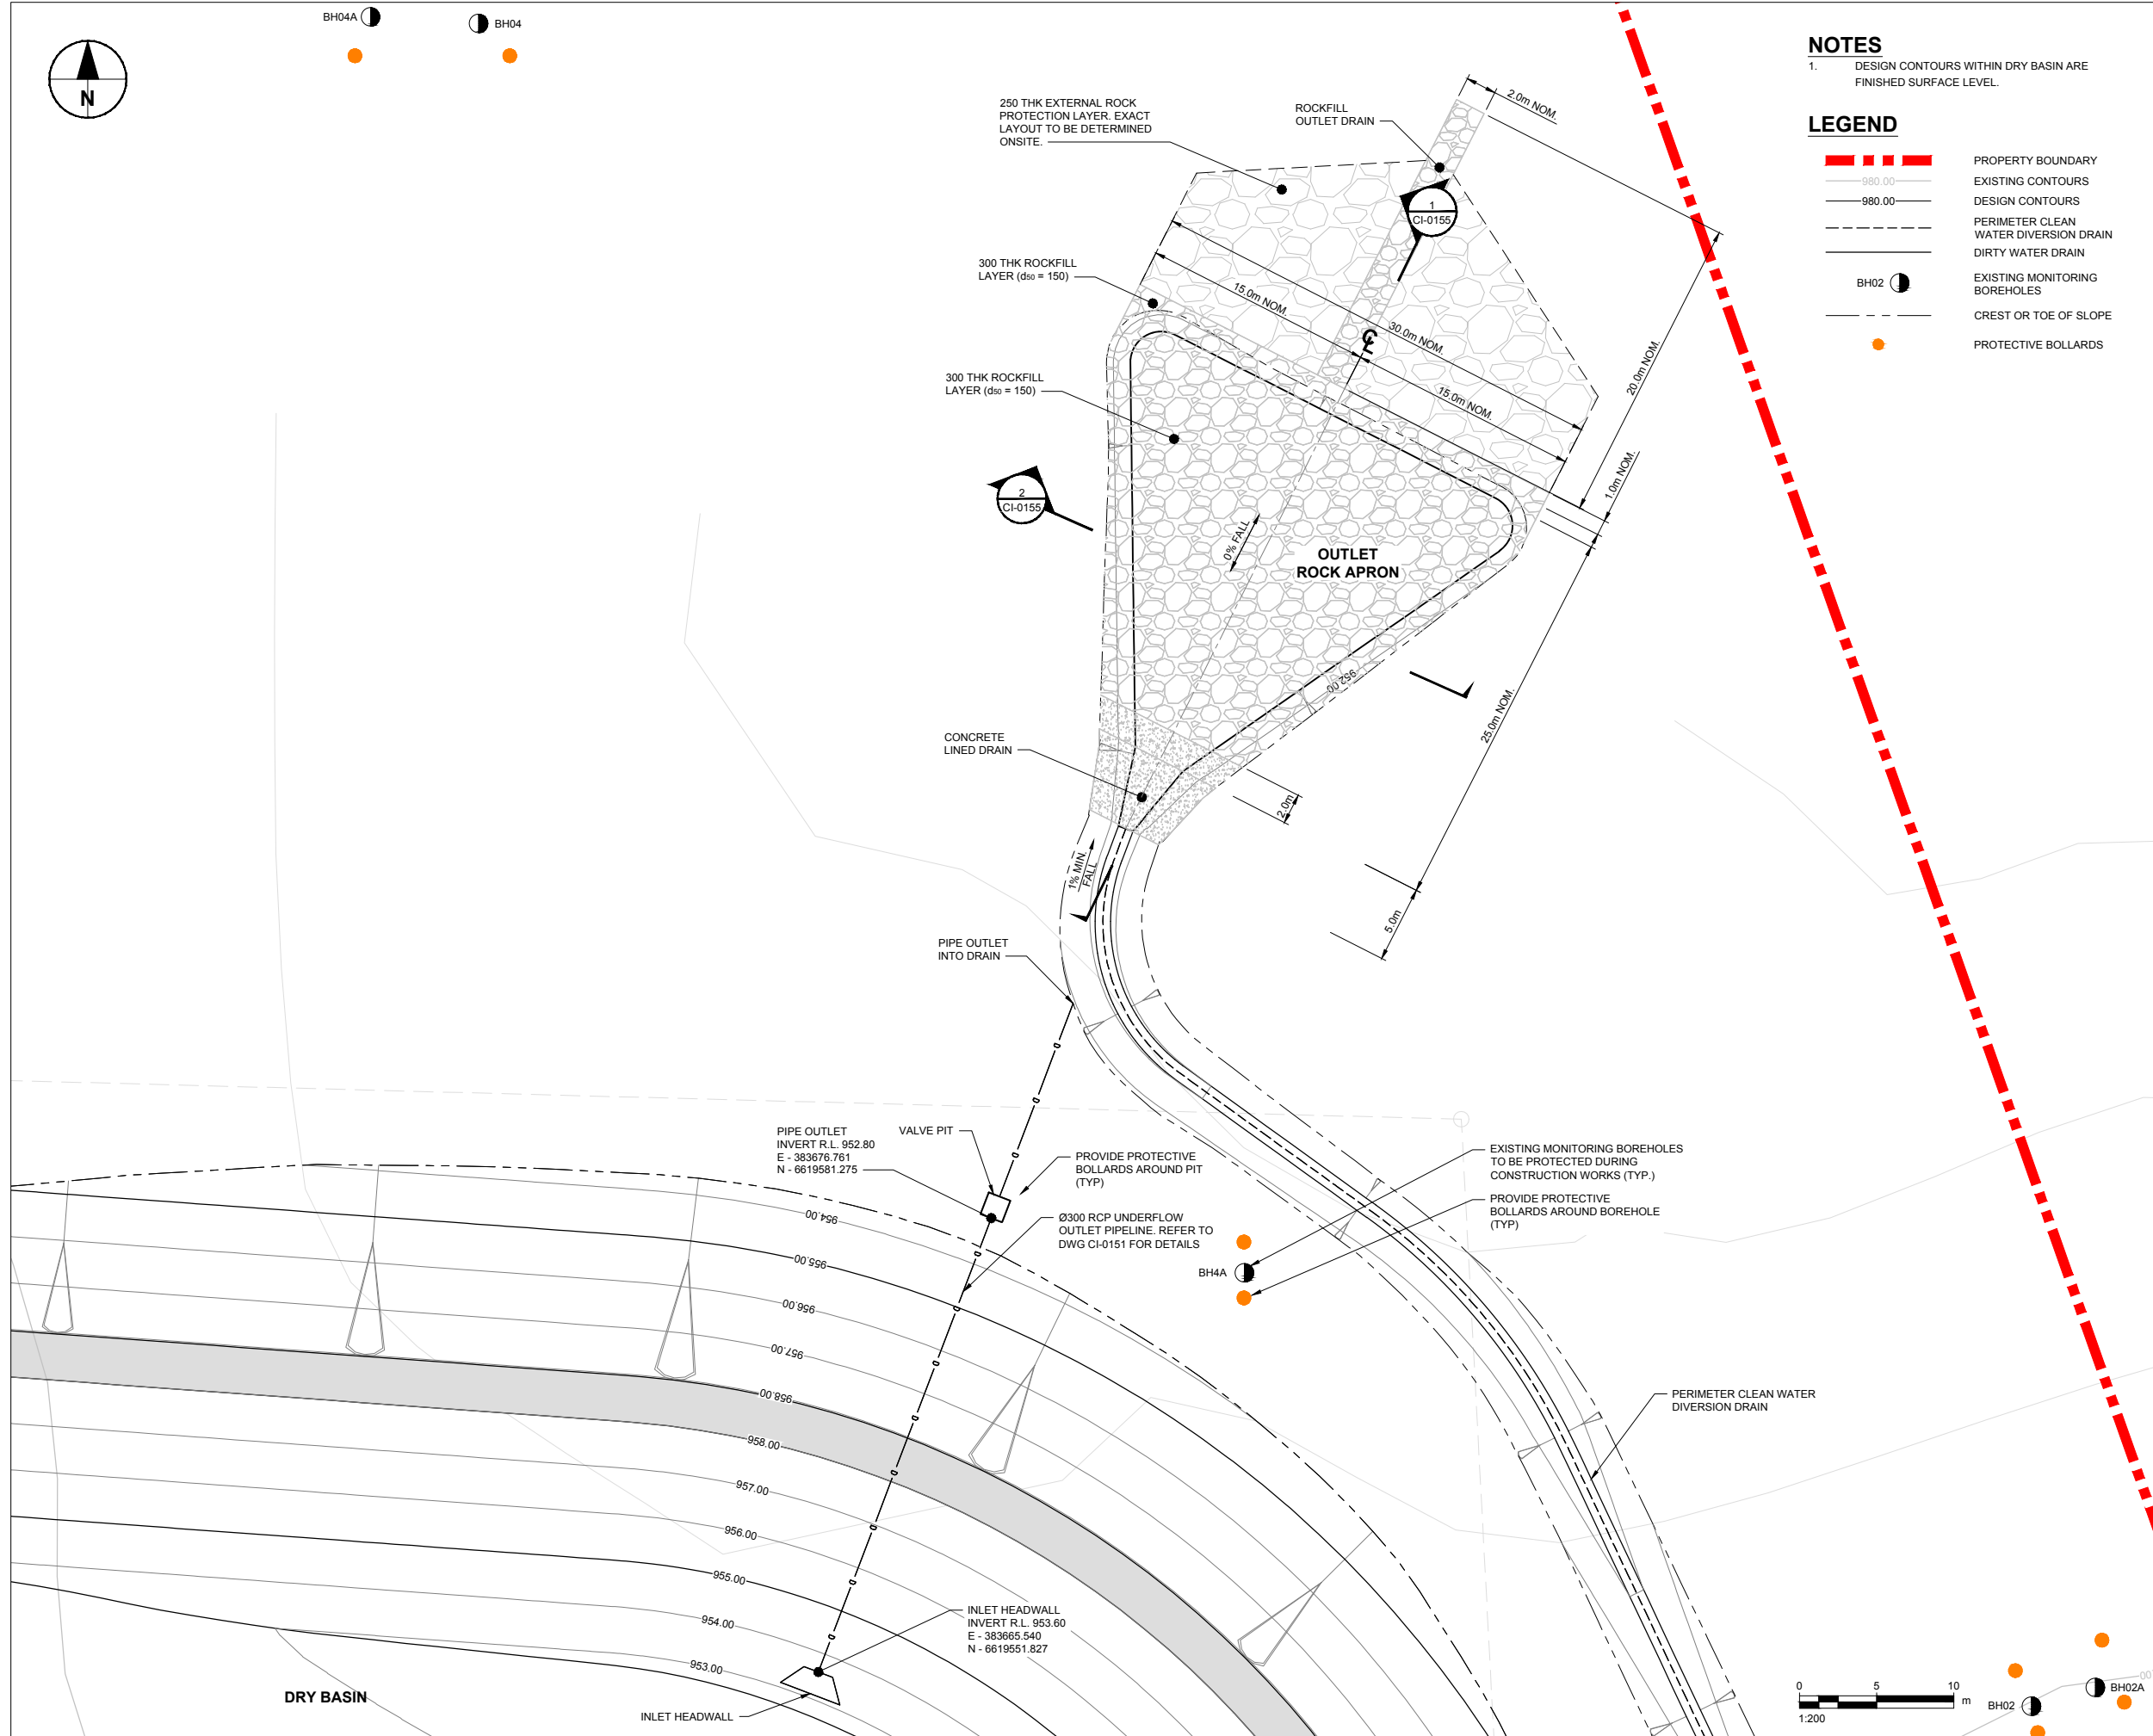 BH04A
BH04
N
NOTES
1. DESIGN CONTOURS WITHIN DRY BASIN ARE
FINISHED SURFACE LEVEL.
LEGEND
PROPERTY BOUNDARY
980.00 EXISTING CONTOURS
980.00 DESIGN CONTOURS
PERIMETER CLEAN
WATER DIVERSION DRAIN
DIRTY WATER DRAIN
BH02 EXISTING MONITORING
BOREHOLES
CREST OR TOE OF SLOPE
PROTECTIVE BOLLARDS
250 THK EXTERNAL ROCK
PROTECTION LAYER. EXACT
LAYOUT TO BE DETERMINED
ONSITE.
ROCKFILL
OUTLET DRAIN
2.0m NOM.
1
CI-0155
300 THK ROCKFILL
LAYER (d50 = 150)
15.0m NOM.
30.0m NOM.
15.0m NOM.
20.0m NOM.
1.0m NOM.
300 THK ROCKFILL
LAYER (d50 = 150)
2
CI-0155
0% FALL
OUTLET
ROCK APRON
952.00
25.0m NOM.
CONCRETE
LINED DRAIN
2.0m
1% MIN.
FALL
5.0m
PIPE OUTLET
INTO DRAIN
PIPE OUTLET
INVERT R.L. 952.80
E - 383676.761
N - 6619581.275
VALVE PIT
PROVIDE PROTECTIVE
BOLLARDS AROUND PIT
(TYP)
Ø300 RCP UNDERFLOW
OUTLET PIPELINE. REFER TO
DWG CI-0151 FOR DETAILS
EXISTING MONITORING BOREHOLES
TO BE PROTECTED DURING
CONSTRUCTION WORKS (TYP.)
PROVIDE PROTECTIVE
BOLLARDS AROUND BOREHOLE
(TYP)
BH4A
954.00
955.00
956.00
957.00
958.00
958.00
957.00
956.00
955.00
954.00
953.00
PERIMETER CLEAN WATER
DIVERSION DRAIN
INLET HEADWALL
INVERT R.L. 953.60
E - 383665.540
N - 6619551.827
DRY BASIN
INLET HEADWALL
0 5 10
m
1:200
BH02
BH02A